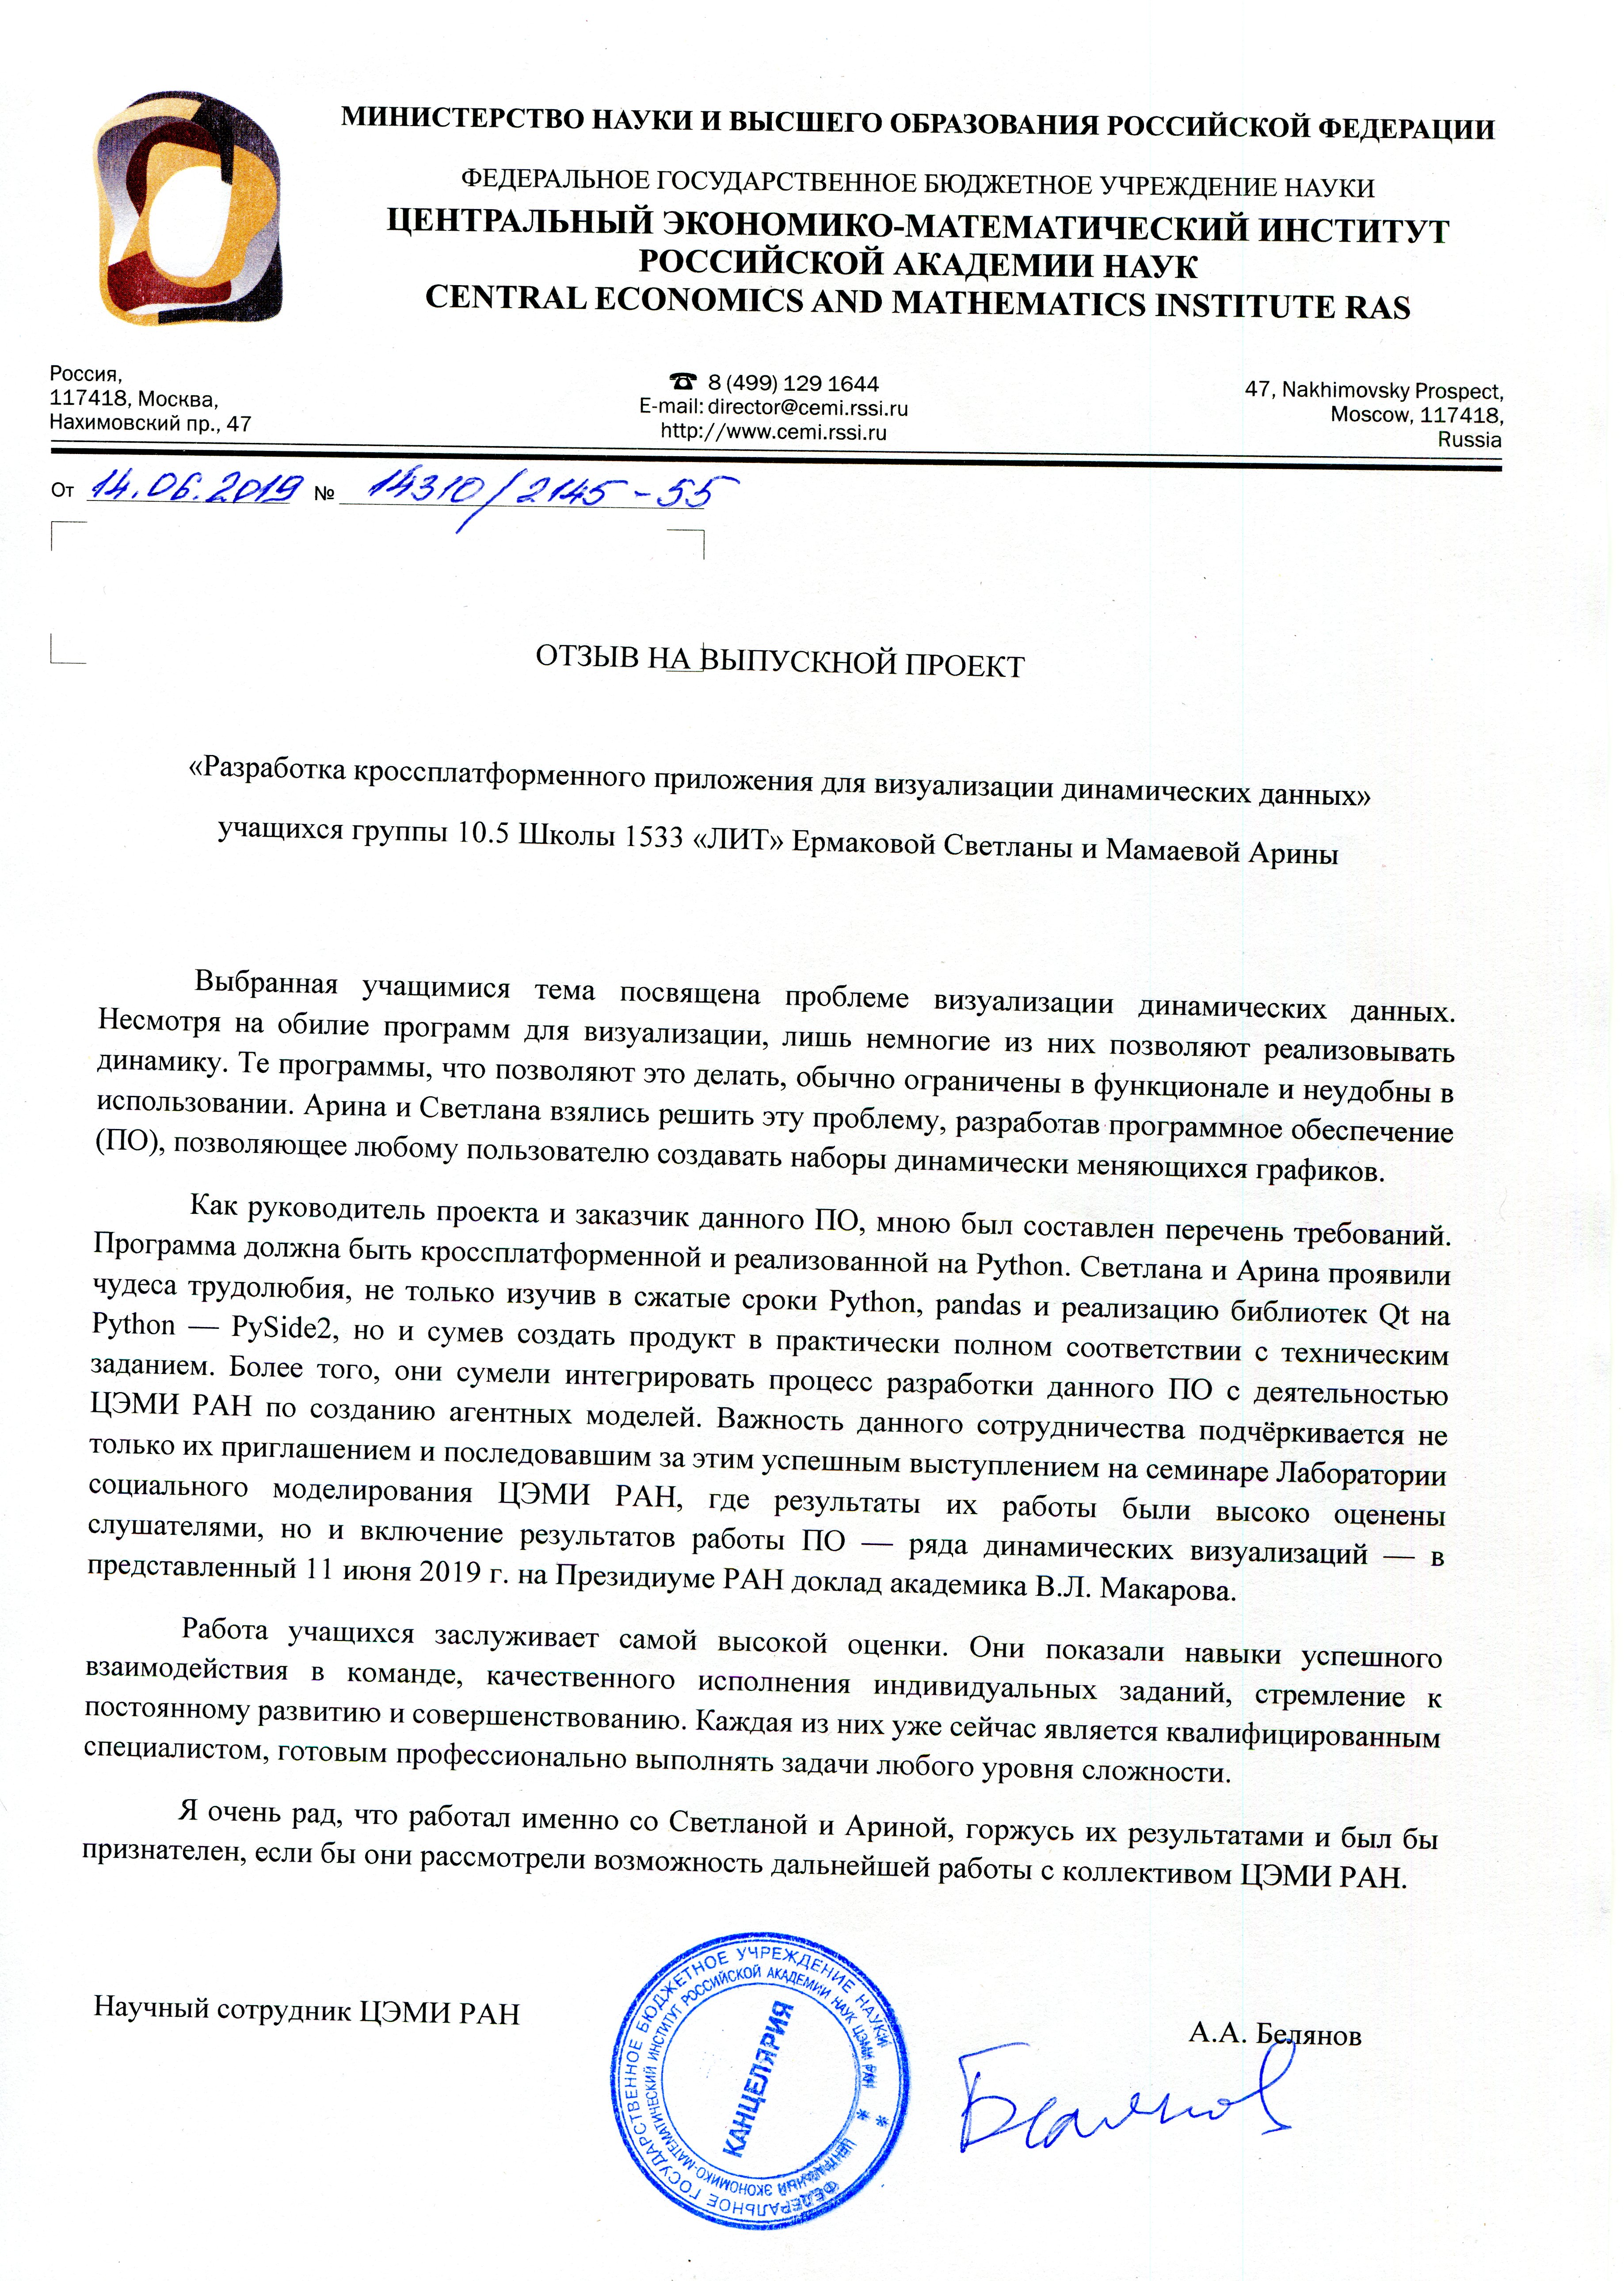 МИНИСТЕРСТВО НАУКИ И ВЫСШЕГО ОБРАЗОВАНИЯ РОССИЙСКОЙ ФЕДЕРАЦИИ
ФЕДЕРАЛЬНОЕ ГОСУДАРСТВЕННОЕ БЮДЖЕТНОЕ УЧРЕЖДЕНИЕ НАУКИ
ЦЕНТРАЛЬНЫЙ ЭКОНОМИКО-МАТЕМАТИЧЕСКИЙ ИНСТИТУТ
РОССИЙСКОЙ АКАДЕМИИ НАУК
CENTRAL ECONOMICS AND MATHEMATICS INSTITUTE RAS
Россия,
117418, Москва,
Нахимовский пр., 47
☎ 8 (499) 129 1644
E-mail: director@cemi.rssi.ru
http://www.cemi.rssi.ru
47, Nakhimovsky Prospect,
Moscow, 117418,
Russia
От 14.06.2019 № 14310/2145-55
ОТЗЫВ НА ВЫПУСКНОЙ ПРОЕКТ
«Разработка кроссплатформенного приложения для визуализации динамических данных»
учащихся группы 10.5 Школы 1533 «ЛИТ» Ермаковой Светланы и Мамаевой Арины
Выбранная учащимися тема посвящена проблеме визуализации динамических данных.
Несмотря на обилие программ для визуализации, лишь немногие из них позволяют реализовывать
динамику. Те программы, что позволяют это делать, обычно ограничены в функционале и неудобны в
использовании. Арина и Светлана взялись решить эту проблему, разработав программное обеспечение
(ПО), позволяющее любому пользователю создавать наборы динамически меняющихся графиков.
Как руководитель проекта и заказчик данного ПО, мною был составлен перечень требований.
Программа должна быть кроссплатформенной и реализованной на Python. Светлана и Арина проявили
чудеса трудолюбия, не только изучив в сжатые сроки Python, pandas и реализацию библиотек Qt на
Python — PySide2, но и сумев создать продукт в практически полном соответствии с техническим
заданием. Более того, они сумели интегрировать процесс разработки данного ПО с деятельностью
ЦЭМИ РАН по созданию агентных моделей. Важность данного сотрудничества подчёркивается не
только их приглашением и последовавшим за этим успешным выступлением на семинаре Лаборатории
социального моделирования ЦЭМИ РАН, где результаты их работы были высоко оценены
слушателями, но и включение результатов работы ПО — ряда динамических визуализаций — в
представленный 11 июня 2019 г. на Президиуме РАН доклад академика В.Л. Макарова.
Работа учащихся заслуживает самой высокой оценки. Они показали навыки успешного
взаимодействия в команде, качественного исполнения индивидуальных заданий, стремление к
постоянному развитию и совершенствованию. Каждая из них уже сейчас является квалифицированным
специалистом, готовым профессионально выполнять задачи любого уровня сложности.
Я очень рад, что работал именно со Светланой и Ариной, горжусь их результатами и был бы
признателен, если бы они рассмотрели возможность дальнейшей работы с коллективом ЦЭМИ РАН.
Научный сотрудник ЦЭМИ РАН
А.А. Белянов
Белянов
ФЕДЕРАЛЬНОЕ ГОСУДАРСТВЕННОЕ БЮДЖЕТНОЕ УЧРЕЖДЕНИЕ НАУКИ
ЦЕНТРАЛЬНЫЙ ЭКОНОМИКО-МАТЕМАТИЧЕСКИЙ ИНСТИТУТ РОССИЙСКОЙ АКАДЕМИИ НАУК ЦЭМИ РАН
КАНЦЕЛЯРИЯ